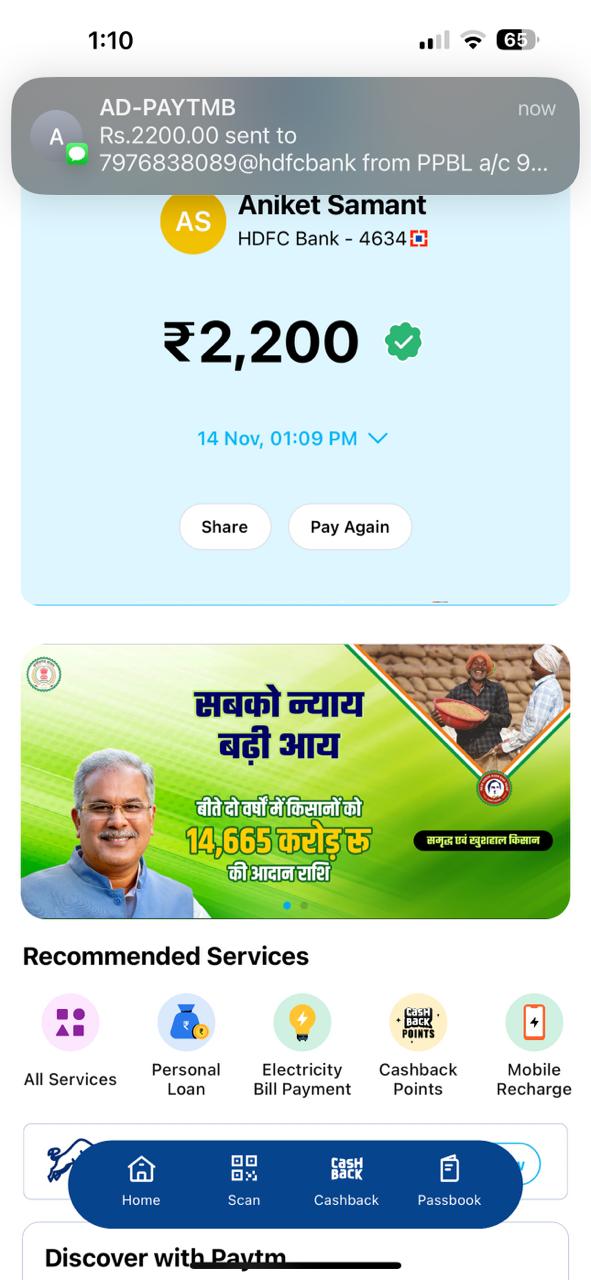 1:10
65
AD-PAYTMB
now
A
Rs.2200.00 sent to
7976838089@hdfcbank from PPBL a/c 9...
AS
Aniket Samant
HDFC Bank - 4634
₹2,200
14 Nov, 01:09 PM
Share
Pay Again
सबको न्याय
बढ़ी आय
बीते दो वर्षों में किसानों को
14,665 करोड़ रू
की आदान राशि
समृद्ध एवं खुशहाल किसान
Recommended Services
All Services
Personal
Loan
Electricity
Bill Payment
CASH
BACK
POINTS
Cashback
Points
Mobile
Recharge
Home
Scan
CASH
BACK
Cashback
Passbook
Discover with Paytm